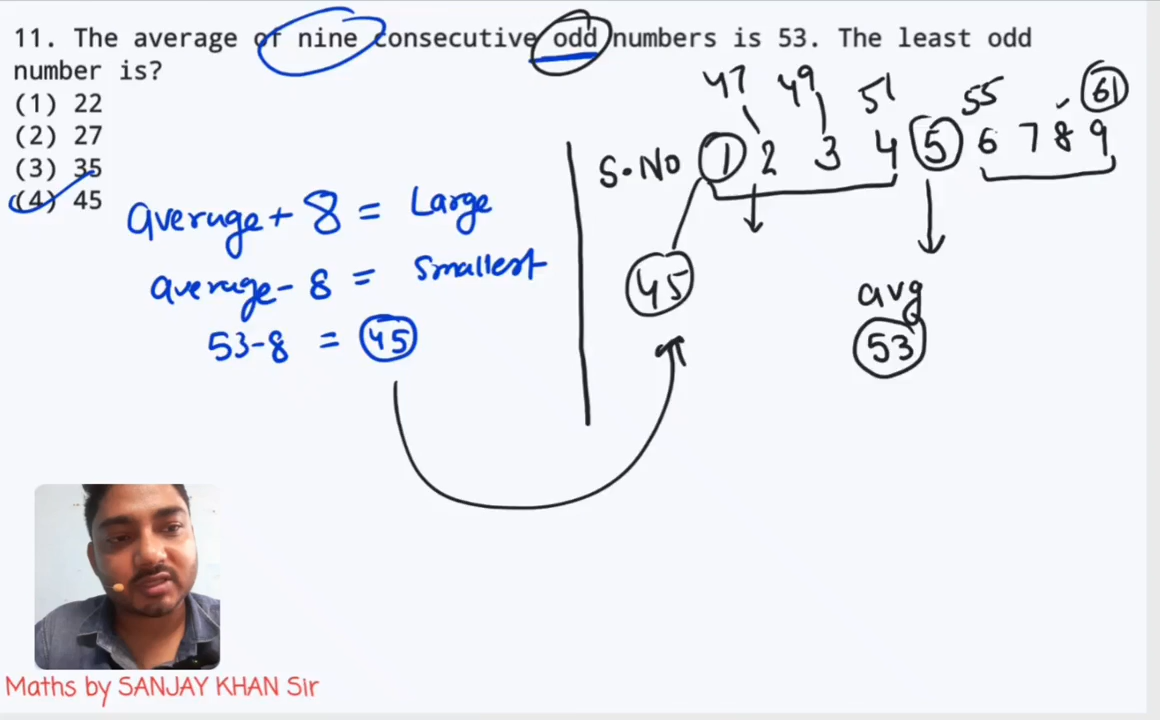 11. The average of nine consecutive odd numbers is 53. The least odd
number is?
(1) 22
(2) 27
(3) 35
(4) 45
average + 8 = Large
average - 8 = Smallest
53-8 = 45
47 49 51 55 61
S.No 1 2 3 4 5 6 7 8 9
45
avg
53
Maths by SANJAY KHAN Sir